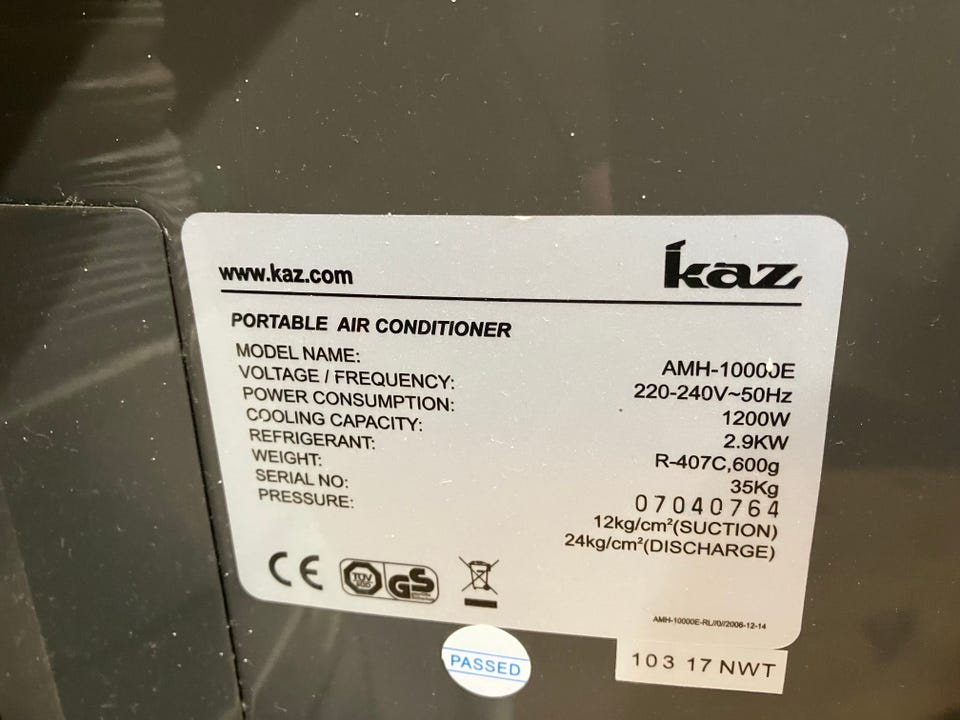 www.kaz.com
kaz
PORTABLE AIR CONDITIONER
MODEL NAME: AMH-10000E
VOLTAGE / FREQUENCY: 220-240V~50Hz
POWER CONSUMPTION: 1200W
COOLING CAPACITY: 2.9KW
REFRIGERANT: R-407C,600g
WEIGHT: 35Kg
SERIAL NO: 07040764
PRESSURE: 12kg/cm²(SUCTION)
24kg/cm²(DISCHARGE)
CE TÜV GS
AMH-10000E-RL//0//2006-12-14
PASSED
103 17 NWT